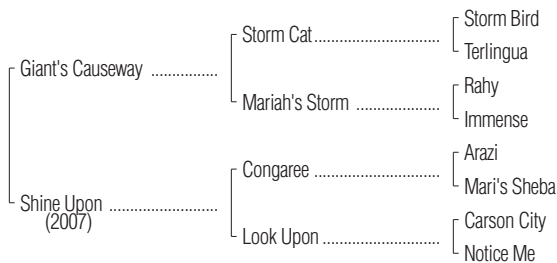 Storm Bird
Storm Cat
Terlingua
Giant's Causeway
Rahy
Mariah's Storm
Immense
Arazi
Congaree
Mari's Sheba
Shine Upon
(2007)
Carson City
Look Upon
Notice Me